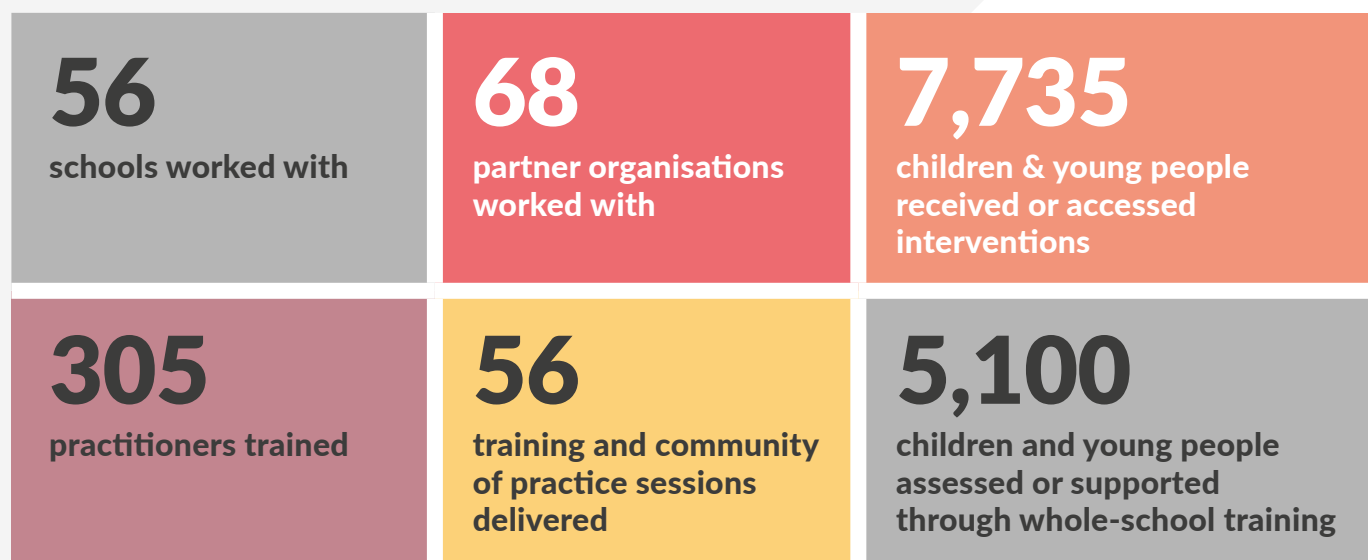 56
schools worked with
68
partner organisations
worked with
7,735
children & young people
received or accessed
interventions
305
practitioners trained
56
training and community
of practice sessions
delivered
5,100
children and young people
assessed or supported
through whole-school training